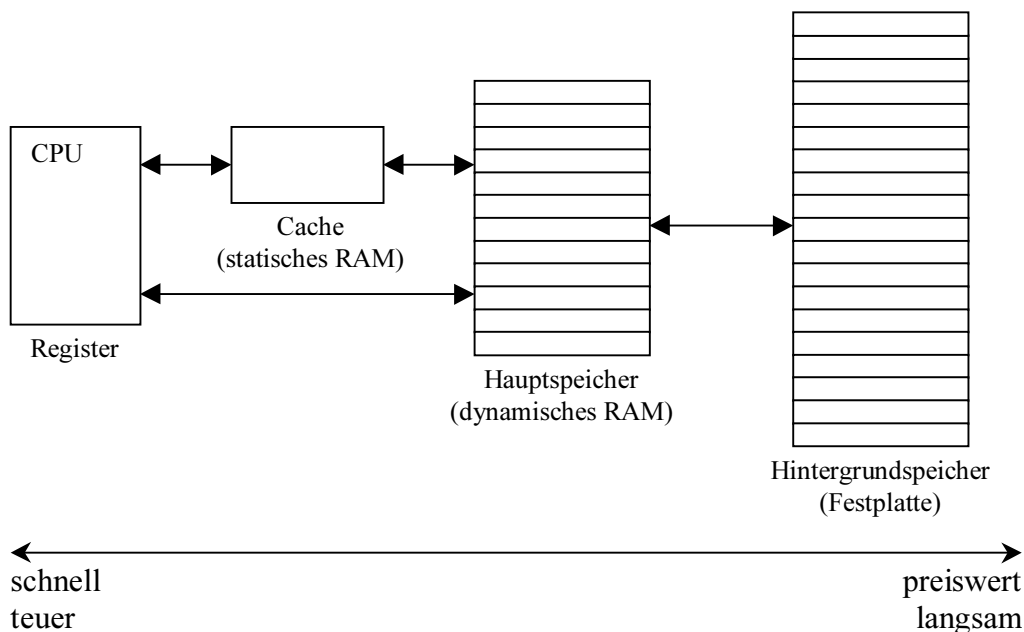 CPU
Cache
(statisches RAM)
Register
Hauptspeicher
(dynamisches RAM)
Hintergrundspeicher
(Festplatte)
schnell
teuer
preiswert
langsam